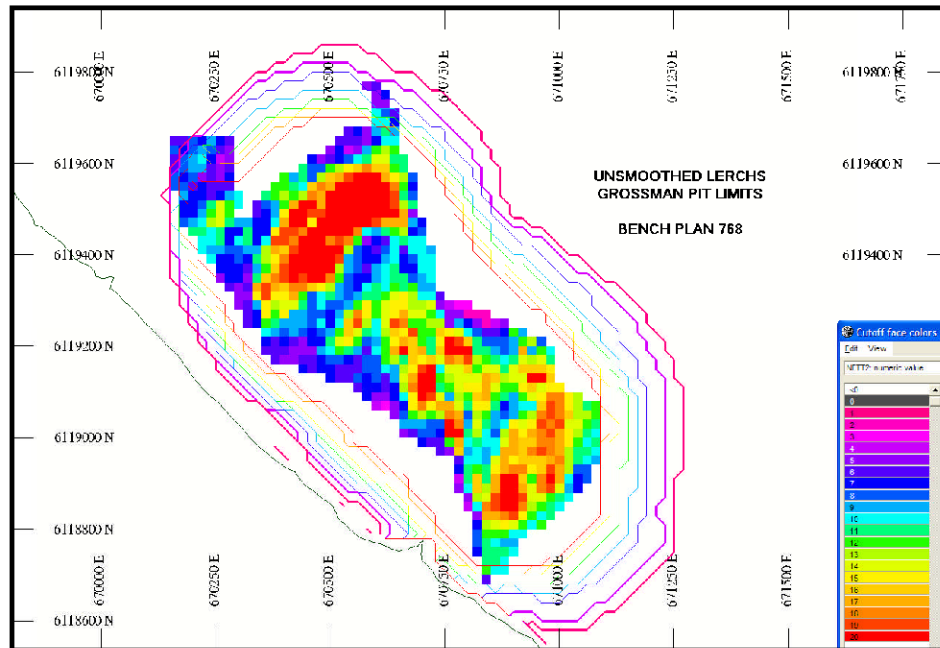 670000 E
670250 E
670500 E
670750 E
671000 E
671250 E
671500 E
671750 E
6119800 N
6119800 N
6119600 N
6119600 N
UNSMOOTHED LERCHS
GROSSMAN PIT LIMITS
BENCH PLAN 768
6119400 N
6119400 N
6119200 N
6119000 N
6118800 N
6118600 N
670000 E
670250 E
670500 E
670750 E
671000 E
671250 E
671500 E
Cutoff face colors
Edit View
numeric value
<0
0
1
2
3
4
5
6
7
8
9
10
11
12
13
14
15
16
17
18
19
20